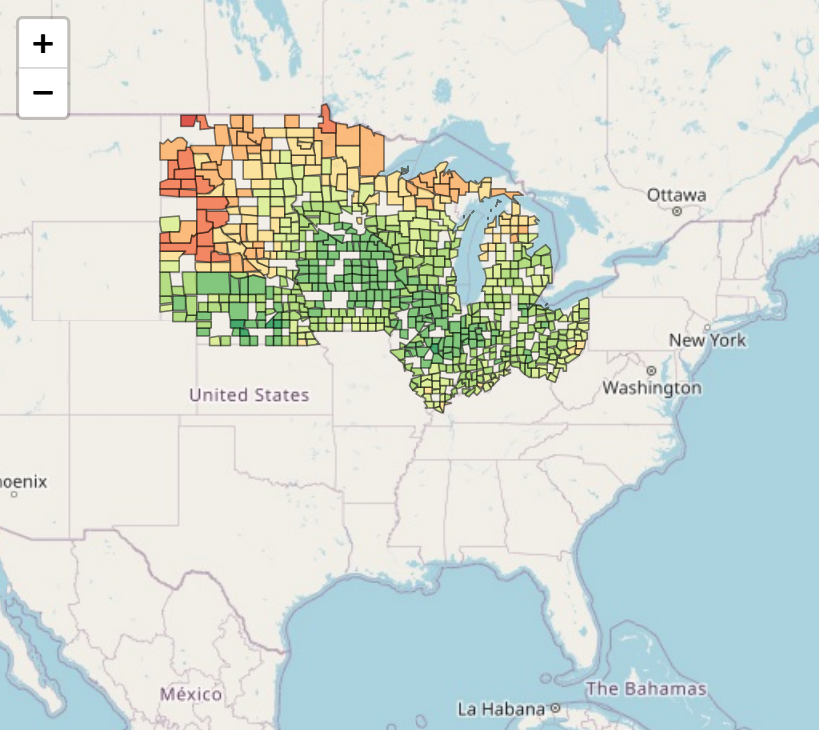 +
−
Ottawa
New York
Washington
United States
hoenix
México
The Bahamas
La Habana